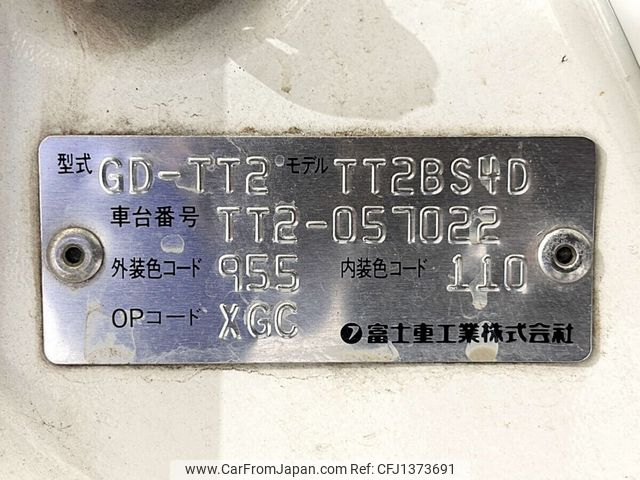 型式 GD-TT2 モデル TT2BS4D
車台番号 TT2-057022
外装色コード 955 内装色コード 110
OPコード XGC
フ 富士重工業株式会社
www.CarFromJapan.com - CFJ1373691